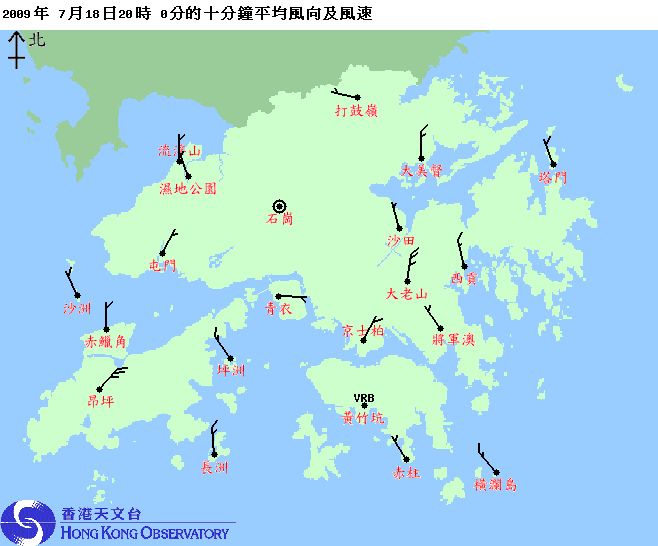 2009年 7月18日20時 0分的十分鐘平均風向及風速
北
打鼓嶺
流浮山
大美督
塔門
濕地公園
石崗
沙田
屯門
西貢
大老山
沙洲
青衣
京士柏
赤鱲角
將軍澳
坪洲
昂坪
VRB
黃竹坑
長洲
赤柱
橫瀾島
香港天文台
HONG KONG OBSERVATORY